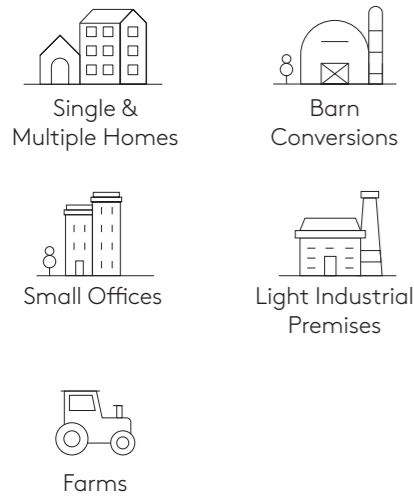 Single &
Multiple Homes
Barn
Conversions
Small Offices
Light Industrial
Premises
Farms